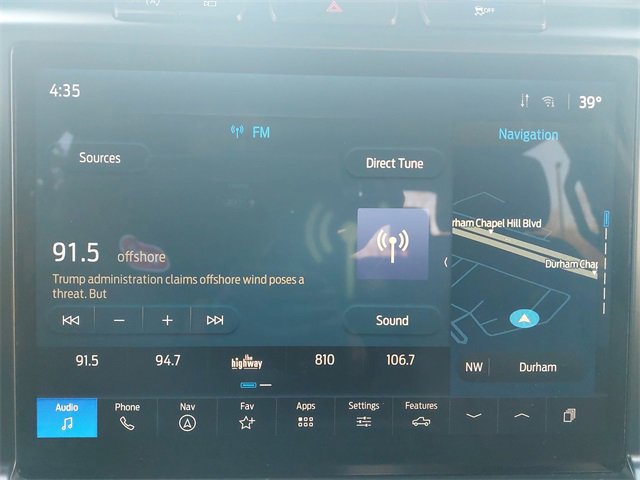 OFF
4:35
39°
FM
Navigation
Sources
Direct Tune
rham Chapel Hill Blvd
91.5 offshore
Durham Chap
Trump administration claims offshore wind poses a
threat. But
Sound
91.5 94.7 the highway 810 106.7
NW Durham
Audio Phone Nav Fav Apps Settings Features